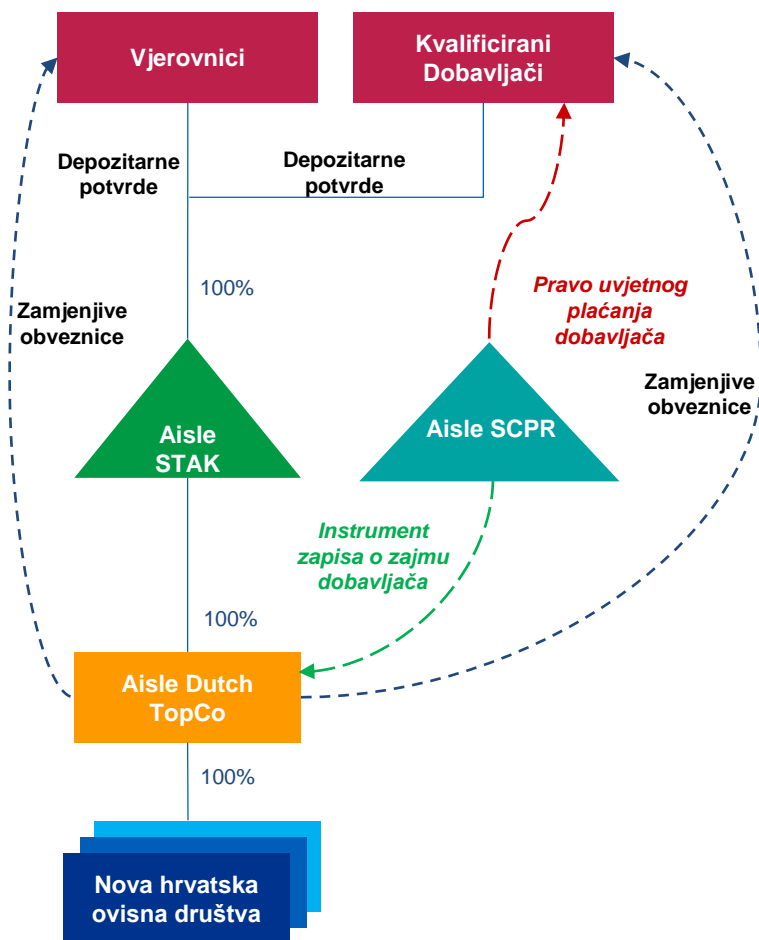 Vjerovnici
Kvalificirani
Dobavljači
Depozitarne
potvrde
Depozitarne
potvrde
100%
Zamjenjive
obveznice
Pravo uvjetnog
plaćanja
dobavljača
Zamjenjive
obveznice
Aisle
STAK
Aisle SCPR
Instrument
zapisa o zajmu
dobavljača
100%
Aisle Dutch
TopCo
100%
Nova hrvatska
ovisna društva